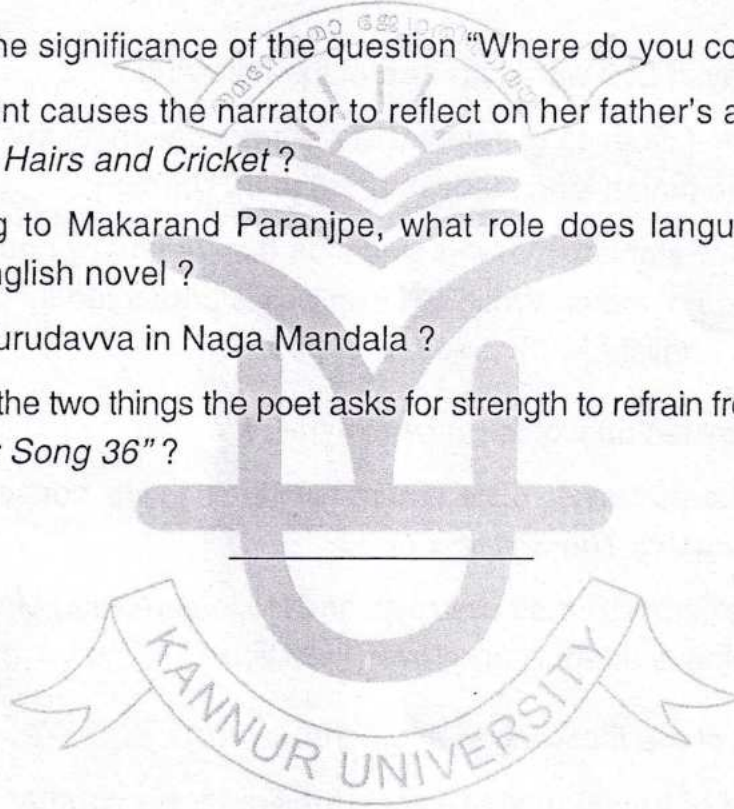 he significance of the question “Where do you co
nt causes the narrator to reflect on her father’s a
Hairs and Cricket ?
g to Makarand Paranjpe, what role does langu
nglish novel ?
urudavva in Naga Mandala ?
the two things the poet asks for strength to refrain fr
Song 36” ?
KANNUR UNIVERSITY